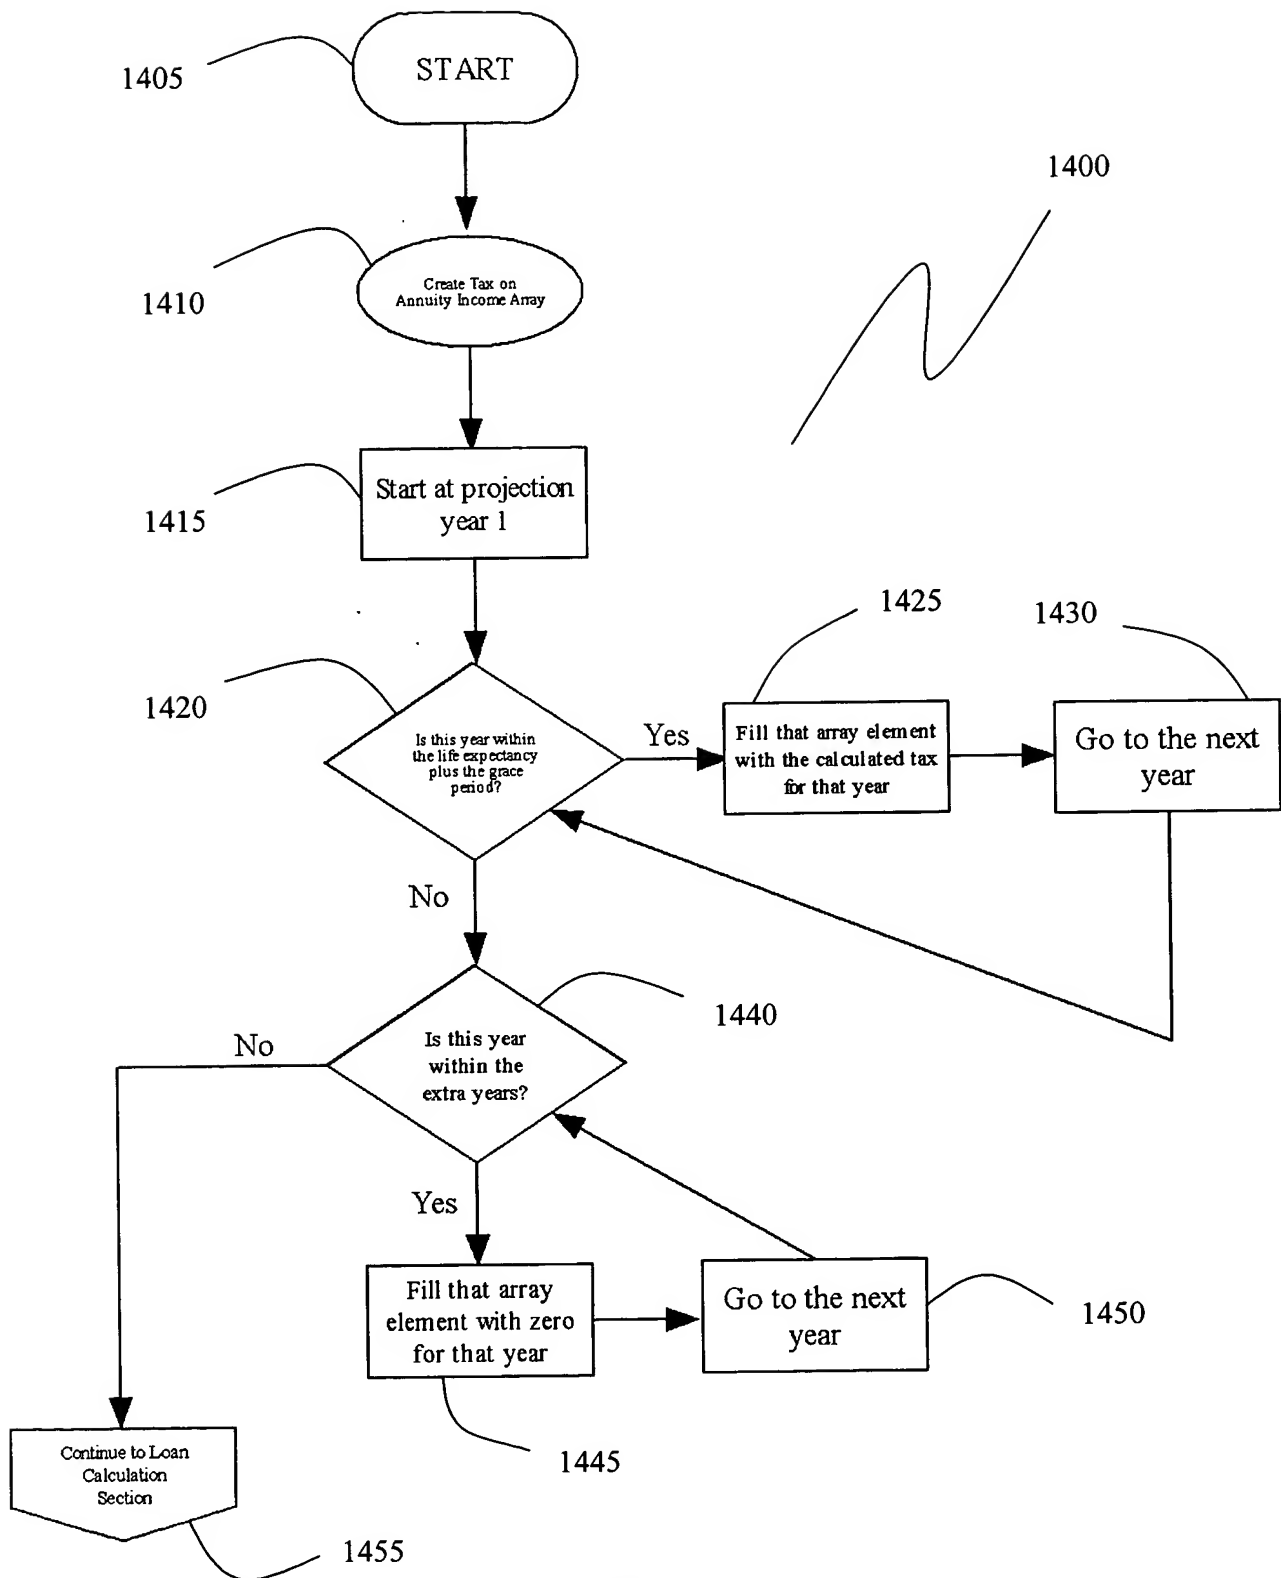 START
1405
1400
Create Tax on
Annuity Income Array
1410
Start at projection
year 1
1415
1425
1430
1420
Is this year within
the life expectancy
plus the grace
period?
Yes
Fill that array element
with the calculated tax
for that year
Go to the next
year
No
1440
Is this year
within the
extra years?
No
Yes
Fill that array
element with zero
for that year
Go to the next
year
1450
1445
Continue to Loan
Calculation
Section
1455